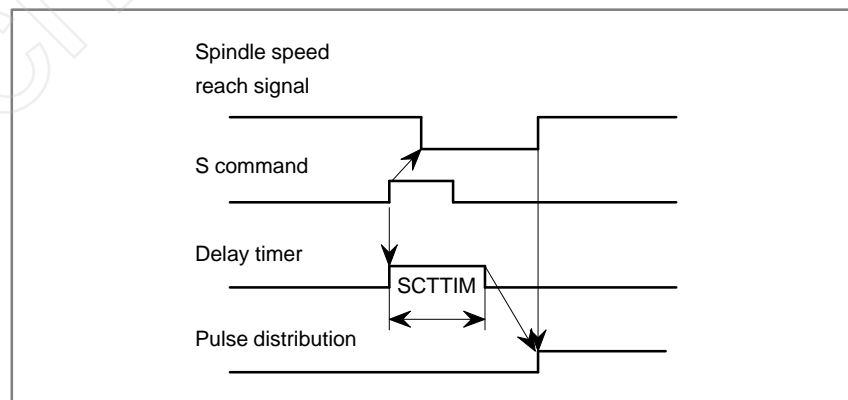 Spindle speed
reach signal
S command
Delay timer
SCTTIM
Pulse distribution